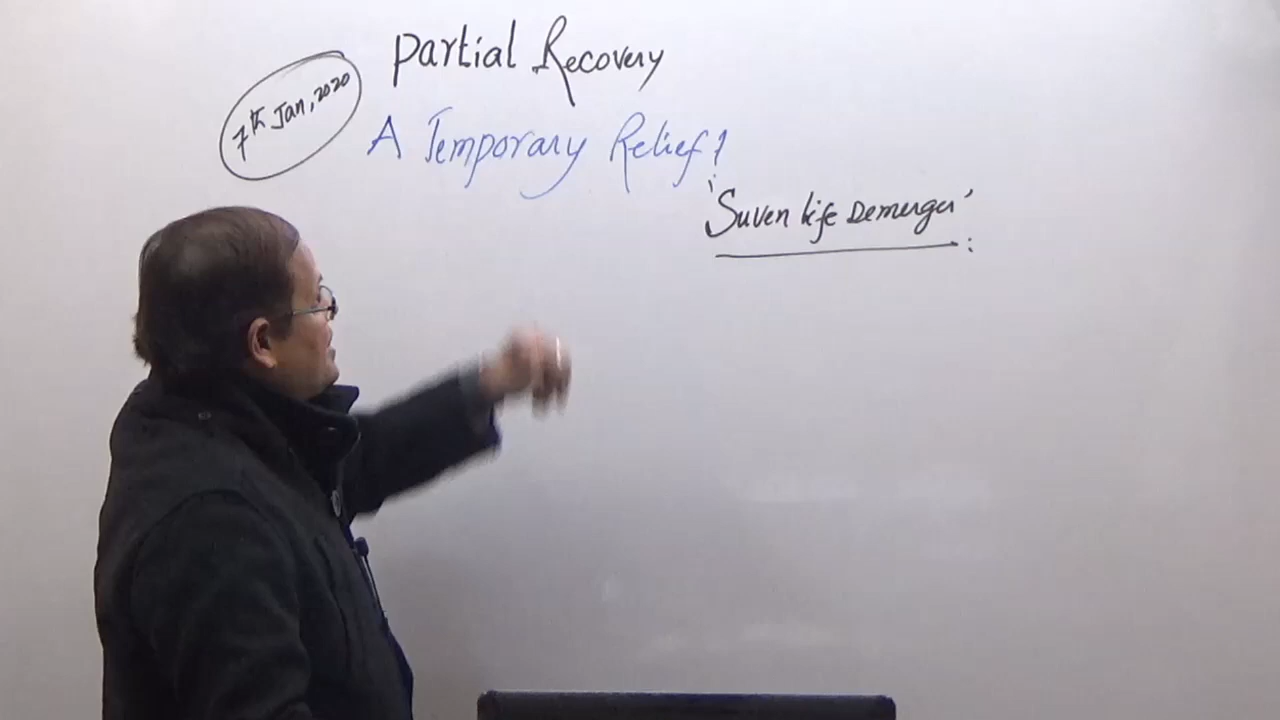 Partial Recovery
7th Jan, 2020
A Temporary Relief?
'Suven life Demerger'
: